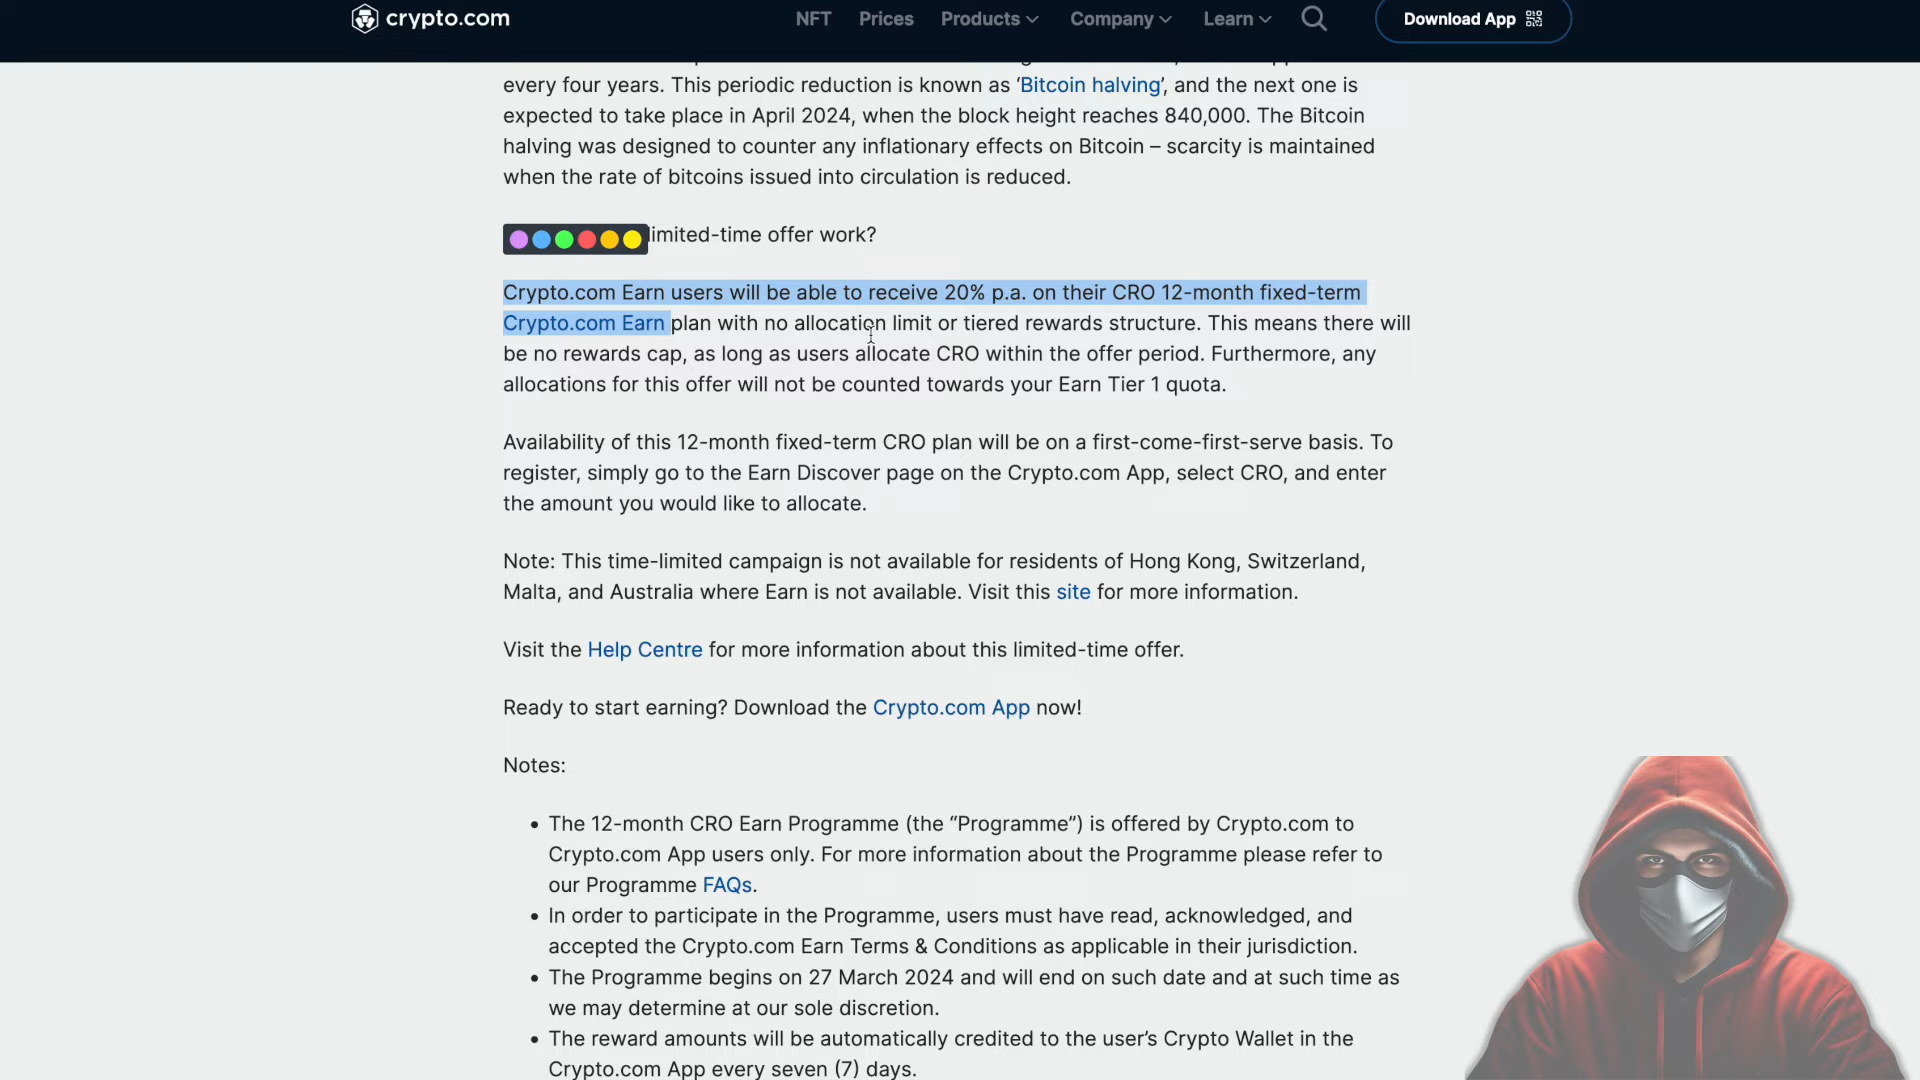 crypto.com
NFT Prices Products Company Learn Download App
every four years. This periodic reduction is known as ‘Bitcoin halving’, and the next one is
expected to take place in April 2024, when the block height reaches 840,000. The Bitcoin
halving was designed to counter any inflationary effects on Bitcoin – scarcity is maintained
when the rate of bitcoins issued into circulation is reduced.
limited-time offer work?
Crypto.com Earn users will be able to receive 20% p.a. on their CRO 12-month fixed-term
Crypto.com Earn plan with no allocation limit or tiered rewards structure. This means there will
be no rewards cap, as long as users allocate CRO within the offer period. Furthermore, any
allocations for this offer will not be counted towards your Earn Tier 1 quota.
Availability of this 12-month fixed-term CRO plan will be on a first-come-first-serve basis. To
register, simply go to the Earn Discover page on the Crypto.com App, select CRO, and enter
the amount you would like to allocate.
Note: This time-limited campaign is not available for residents of Hong Kong, Switzerland,
Malta, and Australia where Earn is not available. Visit this site for more information.
Visit the Help Centre for more information about this limited-time offer.
Ready to start earning? Download the Crypto.com App now!
Notes:
• The 12-month CRO Earn Programme (the “Programme”) is offered by Crypto.com to
Crypto.com App users only. For more information about the Programme please refer to
our Programme FAQs.
• In order to participate in the Programme, users must have read, acknowledged, and
accepted the Crypto.com Earn Terms & Conditions as applicable in their jurisdiction.
• The Programme begins on 27 March 2024 and will end on such date and at such time as
we may determine at our sole discretion.
• The reward amounts will be automatically credited to the user’s Crypto Wallet in the
Crypto.com App every seven (7) days.